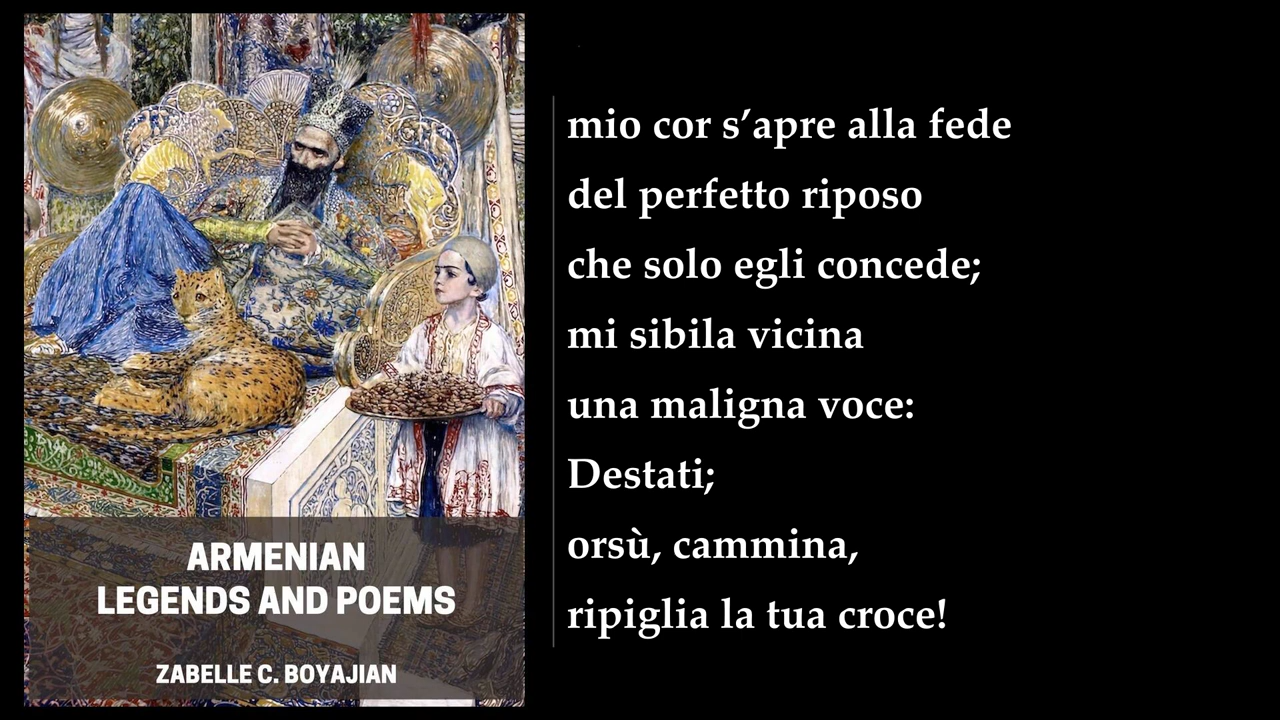 ARMENIAN
LEGENDS AND POEMS
ZABELLE C. BOYAJIAN
mio cor s’apre alla fede
del perfetto riposo
che solo egli concede;
mi sibila vicina
una maligna voce:
Destati;
orsù, cammina,
ripiglia la tua croce!